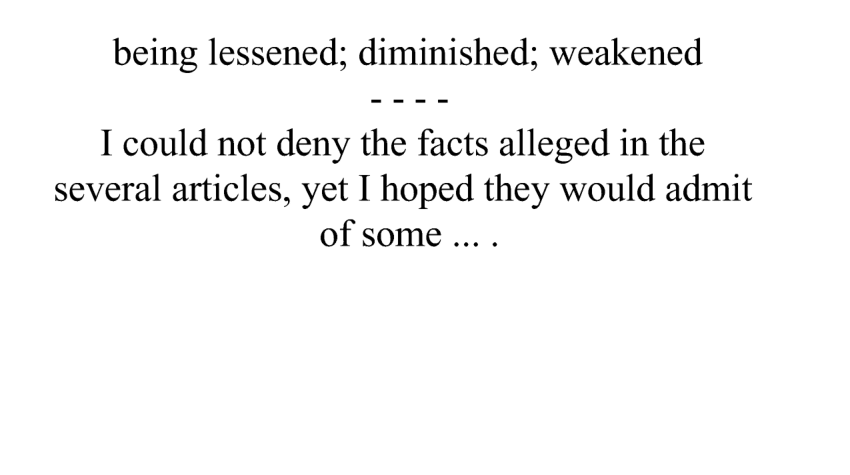 being lessened; diminished; weakened
- - - -
I could not deny the facts alleged in the
several articles, yet I hoped they would admit
of some ... .